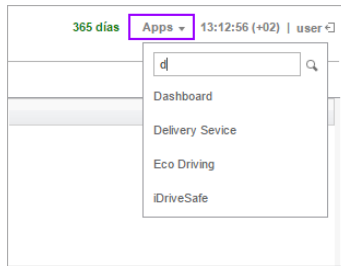 365 días Apps 13:12:56 (+02) | user
d
Dashboard
Delivery Sevice
Eco Driving
iDriveSafe